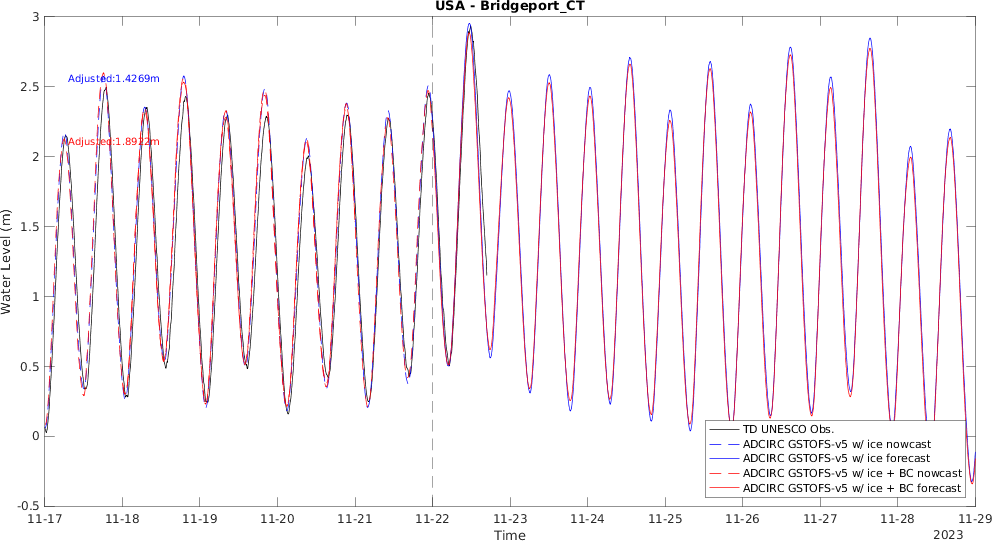 USA - Bridgeport_CT
3
2.5
2
1.5
1
0.5
0
-0.5
Water Level (m)
Adjusted:1.4269m
Adjusted:1.8922m
TD UNESCO Obs.
ADCIRC GSTOFS-v5 w/ ice nowcast
ADCIRC GSTOFS-v5 w/ ice forecast
ADCIRC GSTOFS-v5 w/ ice + BC nowcast
ADCIRC GSTOFS-v5 w/ ice + BC forecast
11-17 11-18 11-19 11-20 11-21 11-22 11-23 11-24 11-25 11-26 11-27 11-28 11-29
Time
2023